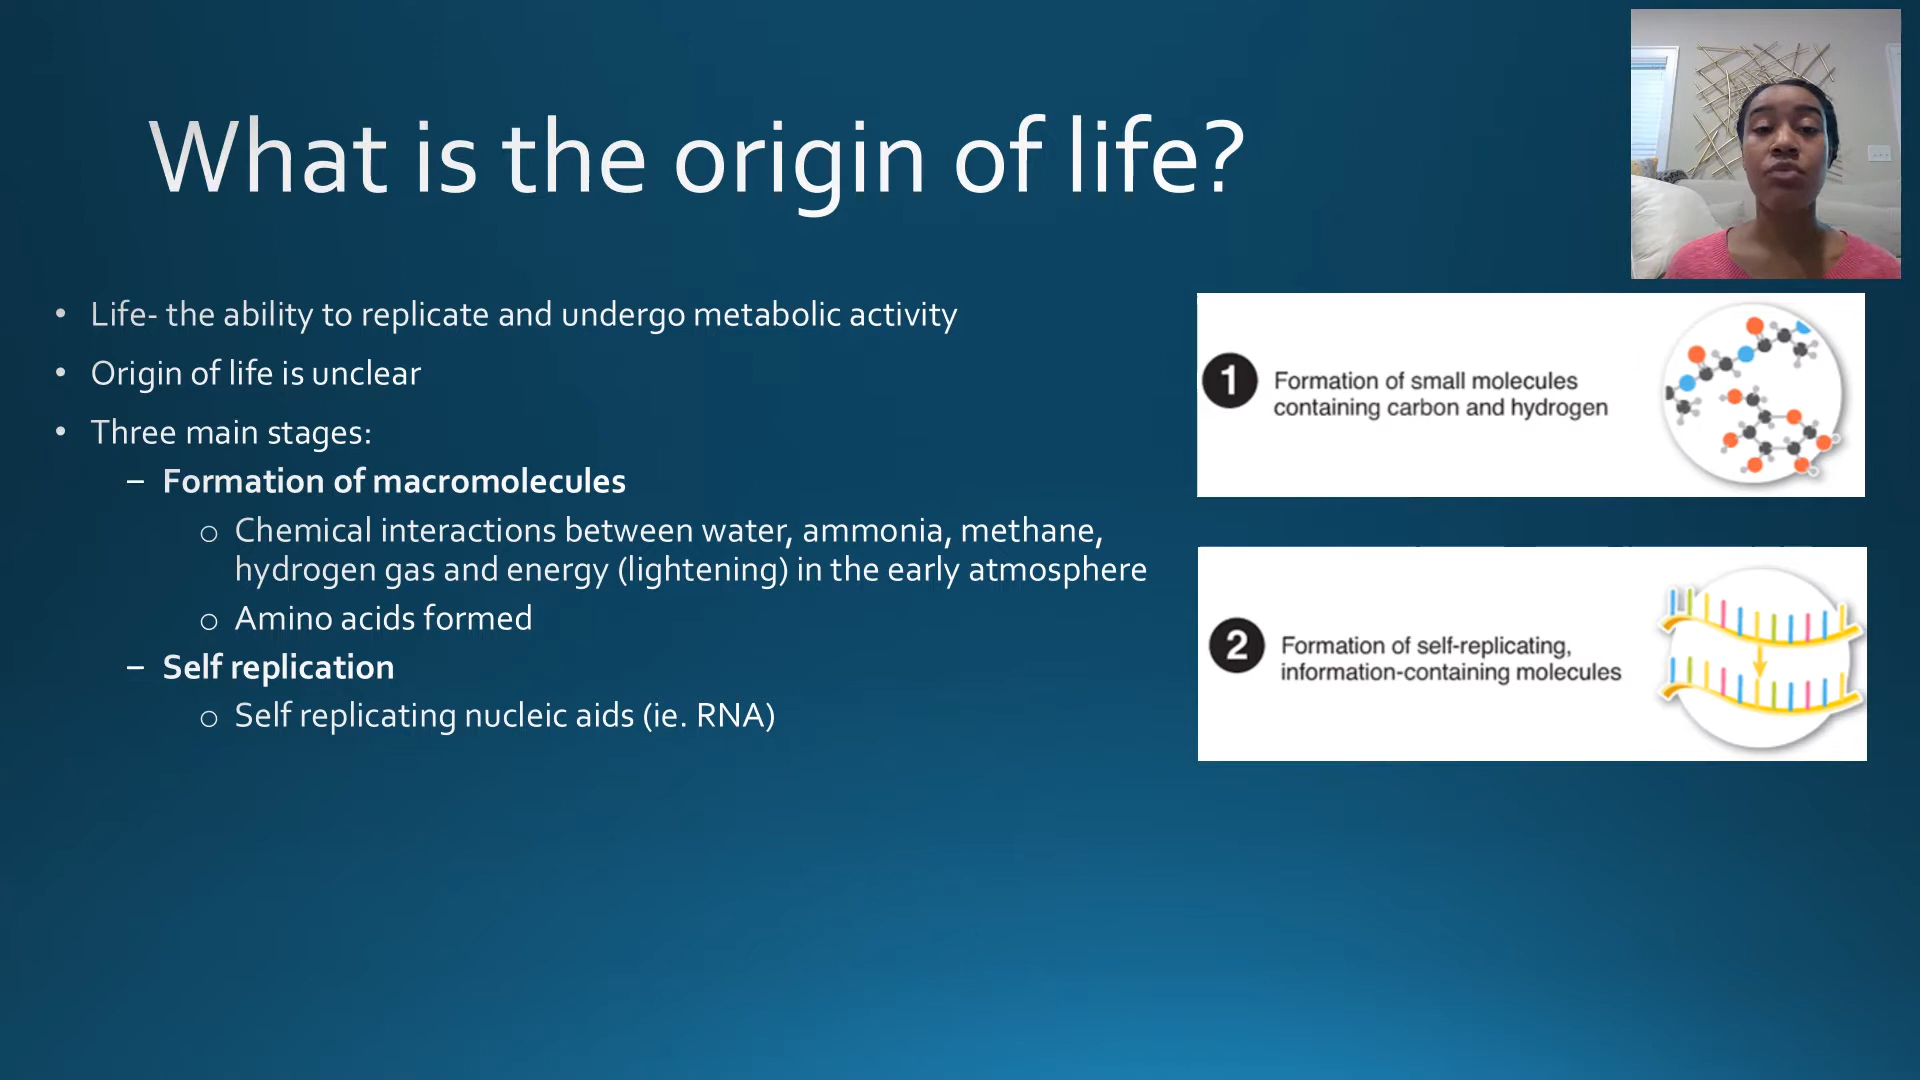 What is the origin of life?
• Life- the ability to replicate and undergo metabolic activity
• Origin of life is unclear
• Three main stages:
– Formation of macromolecules
o Chemical interactions between water, ammonia, methane,
hydrogen gas and energy (lightening) in the early atmosphere
o Amino acids formed
– Self replication
o Self replicating nucleic aids (ie. RNA)
1 Formation of small molecules
containing carbon and hydrogen
2 Formation of self-replicating,
information-containing molecules